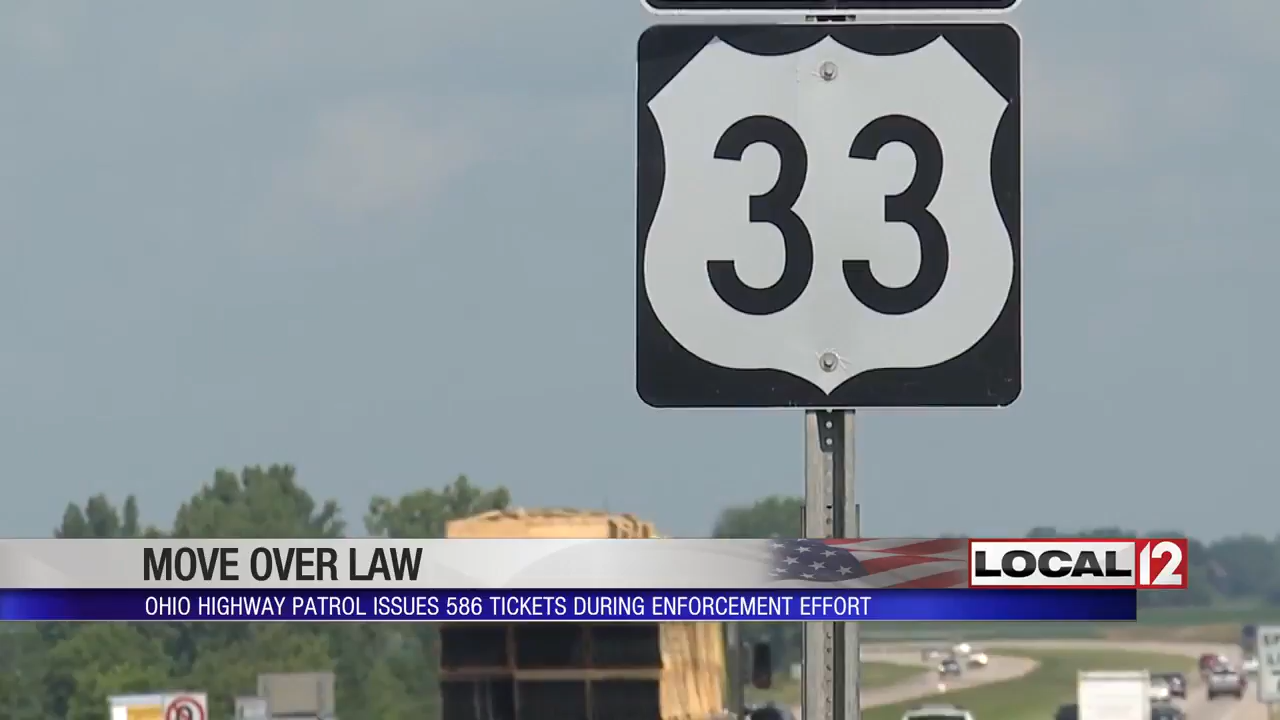 33
MOVE OVER LAW
LOCAL 12
OHIO HIGHWAY PATROL ISSUES 586 TICKETS DURING ENFORCEMENT EFFORT